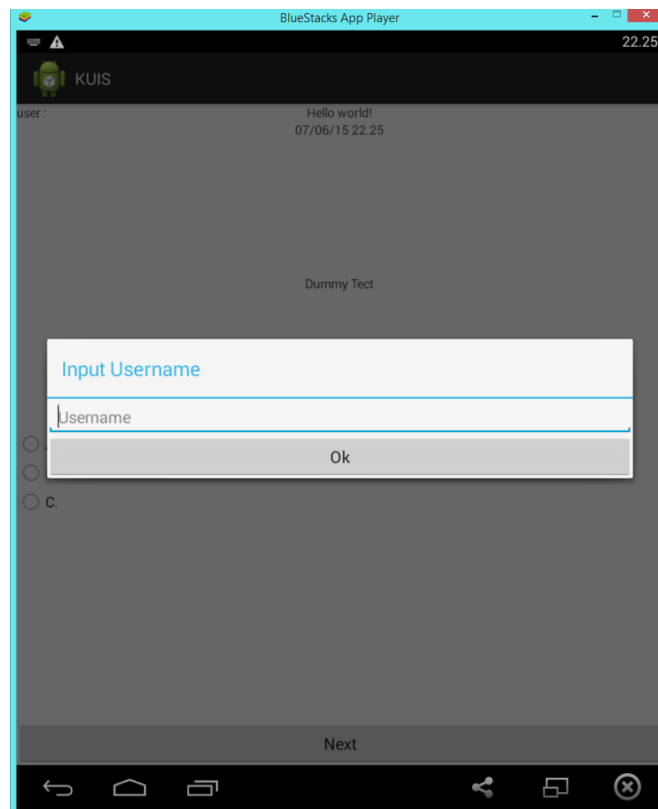 BlueStacks App Player
22.25
KUIS
user :
Hello world!
07/06/15 22.25
Dummy Tect
Input Username
Username
Ok
C.
Next